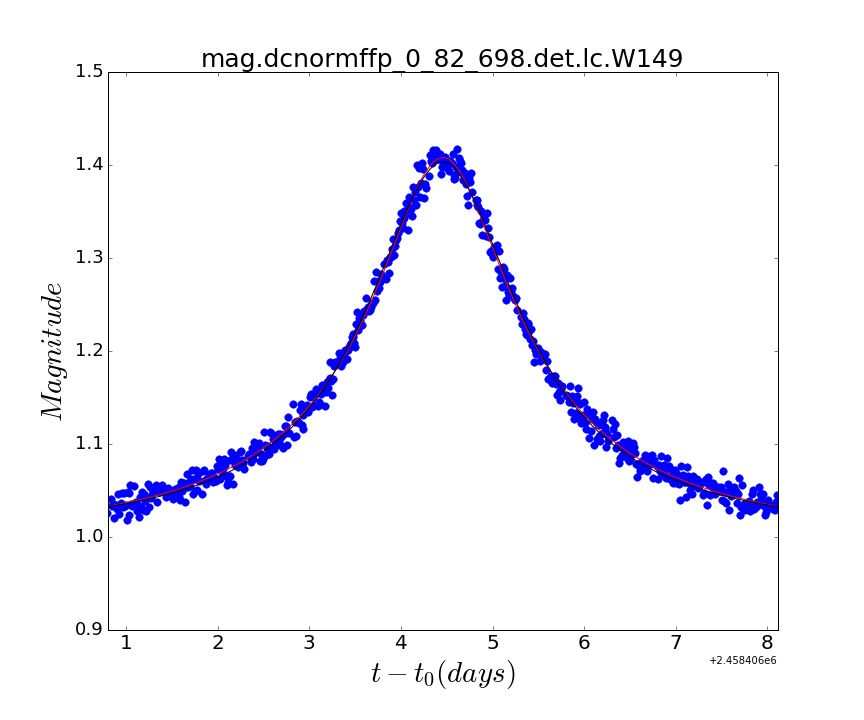 mag.dcnormffp_0_82_698.det.lc.W149
1.5
1.4
1.3
1.2
1.1
1.0
0.9
Magnitude
1 2 3 4 5 6 7 8
+2.458406e6
t − t₀(days)